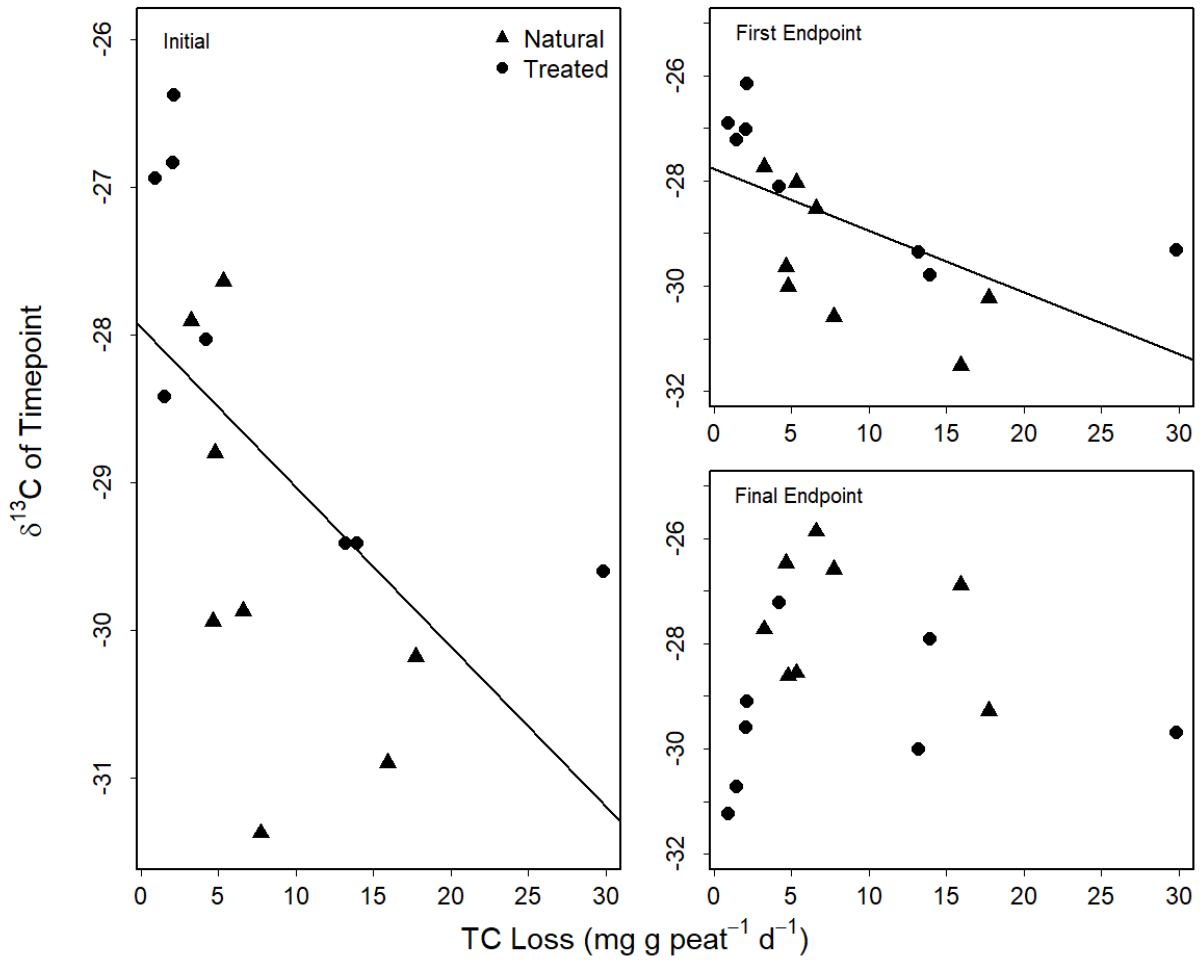 δ¹³C of Timepoint
Initial
Natural
Treated
-26
-27
-28
-29
-30
-31
0 5 10 15 20 25 30
First Endpoint
-26
-28
-30
-32
0 5 10 15 20 25 30
Final Endpoint
-26
-28
-30
-32
0 5 10 15 20 25 30
TC Loss (mg g peat⁻¹ d⁻¹)